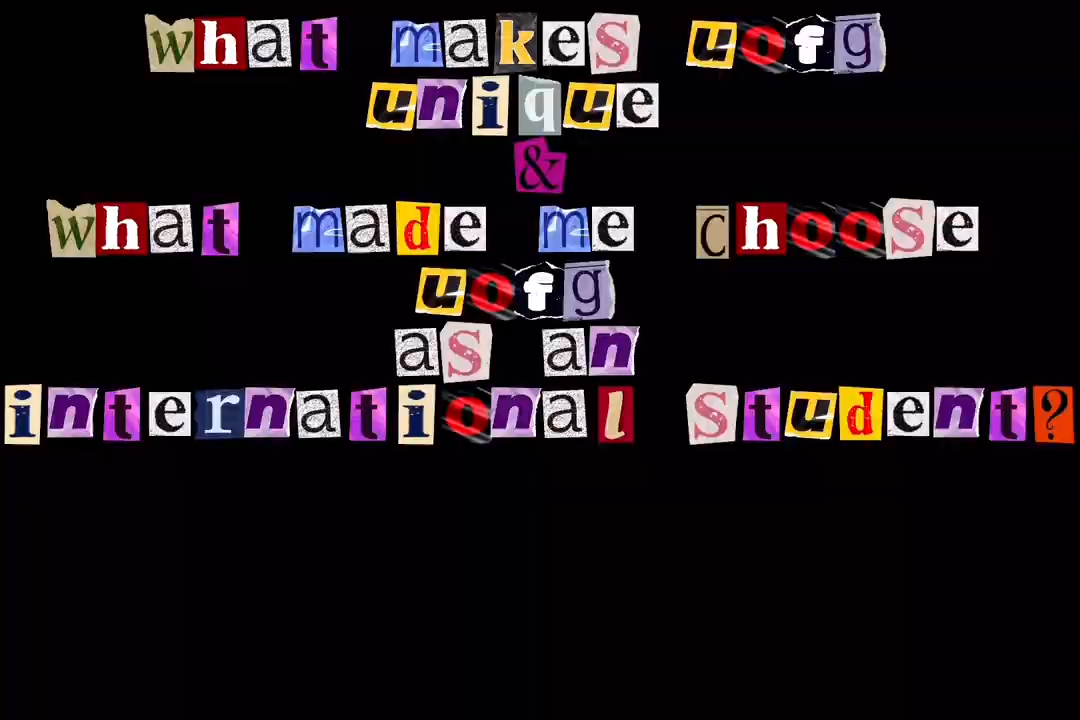 what makes uofg
unique
&
what made me choose
uofg
as an
international student?